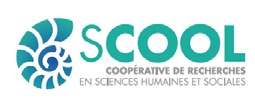 SCOOL
COOPÉRATIVE DE RECHERCHES
EN SCIENCES HUMAINES ET SOCIALES